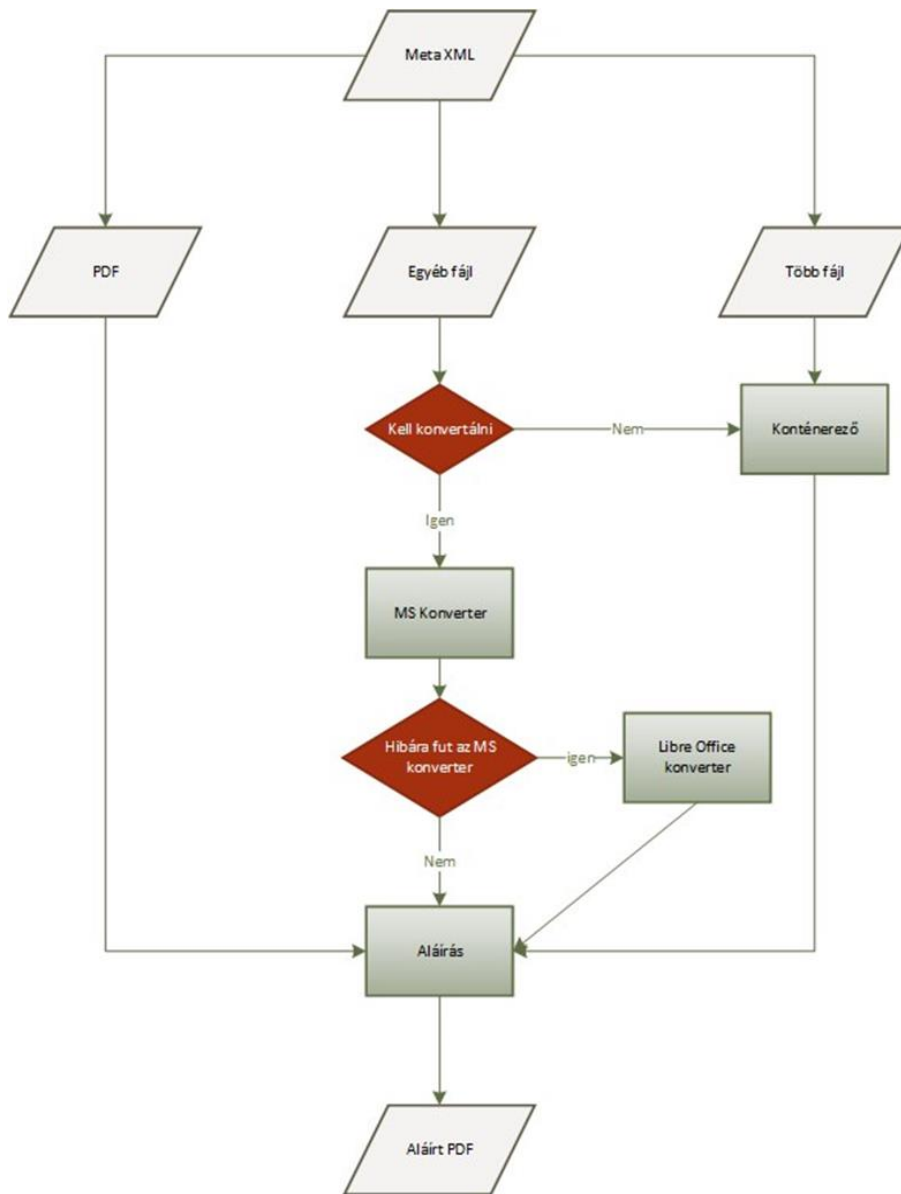 Meta XML
PDF
Egyéb fájl
Több fájl
Kell konvertálni
Nem
Konténerező
Igen
MS Konverter
Hibára fut az MS
konverter
igen
Libre Office
konverter
Nem
Aláírás
Aláírt PDF